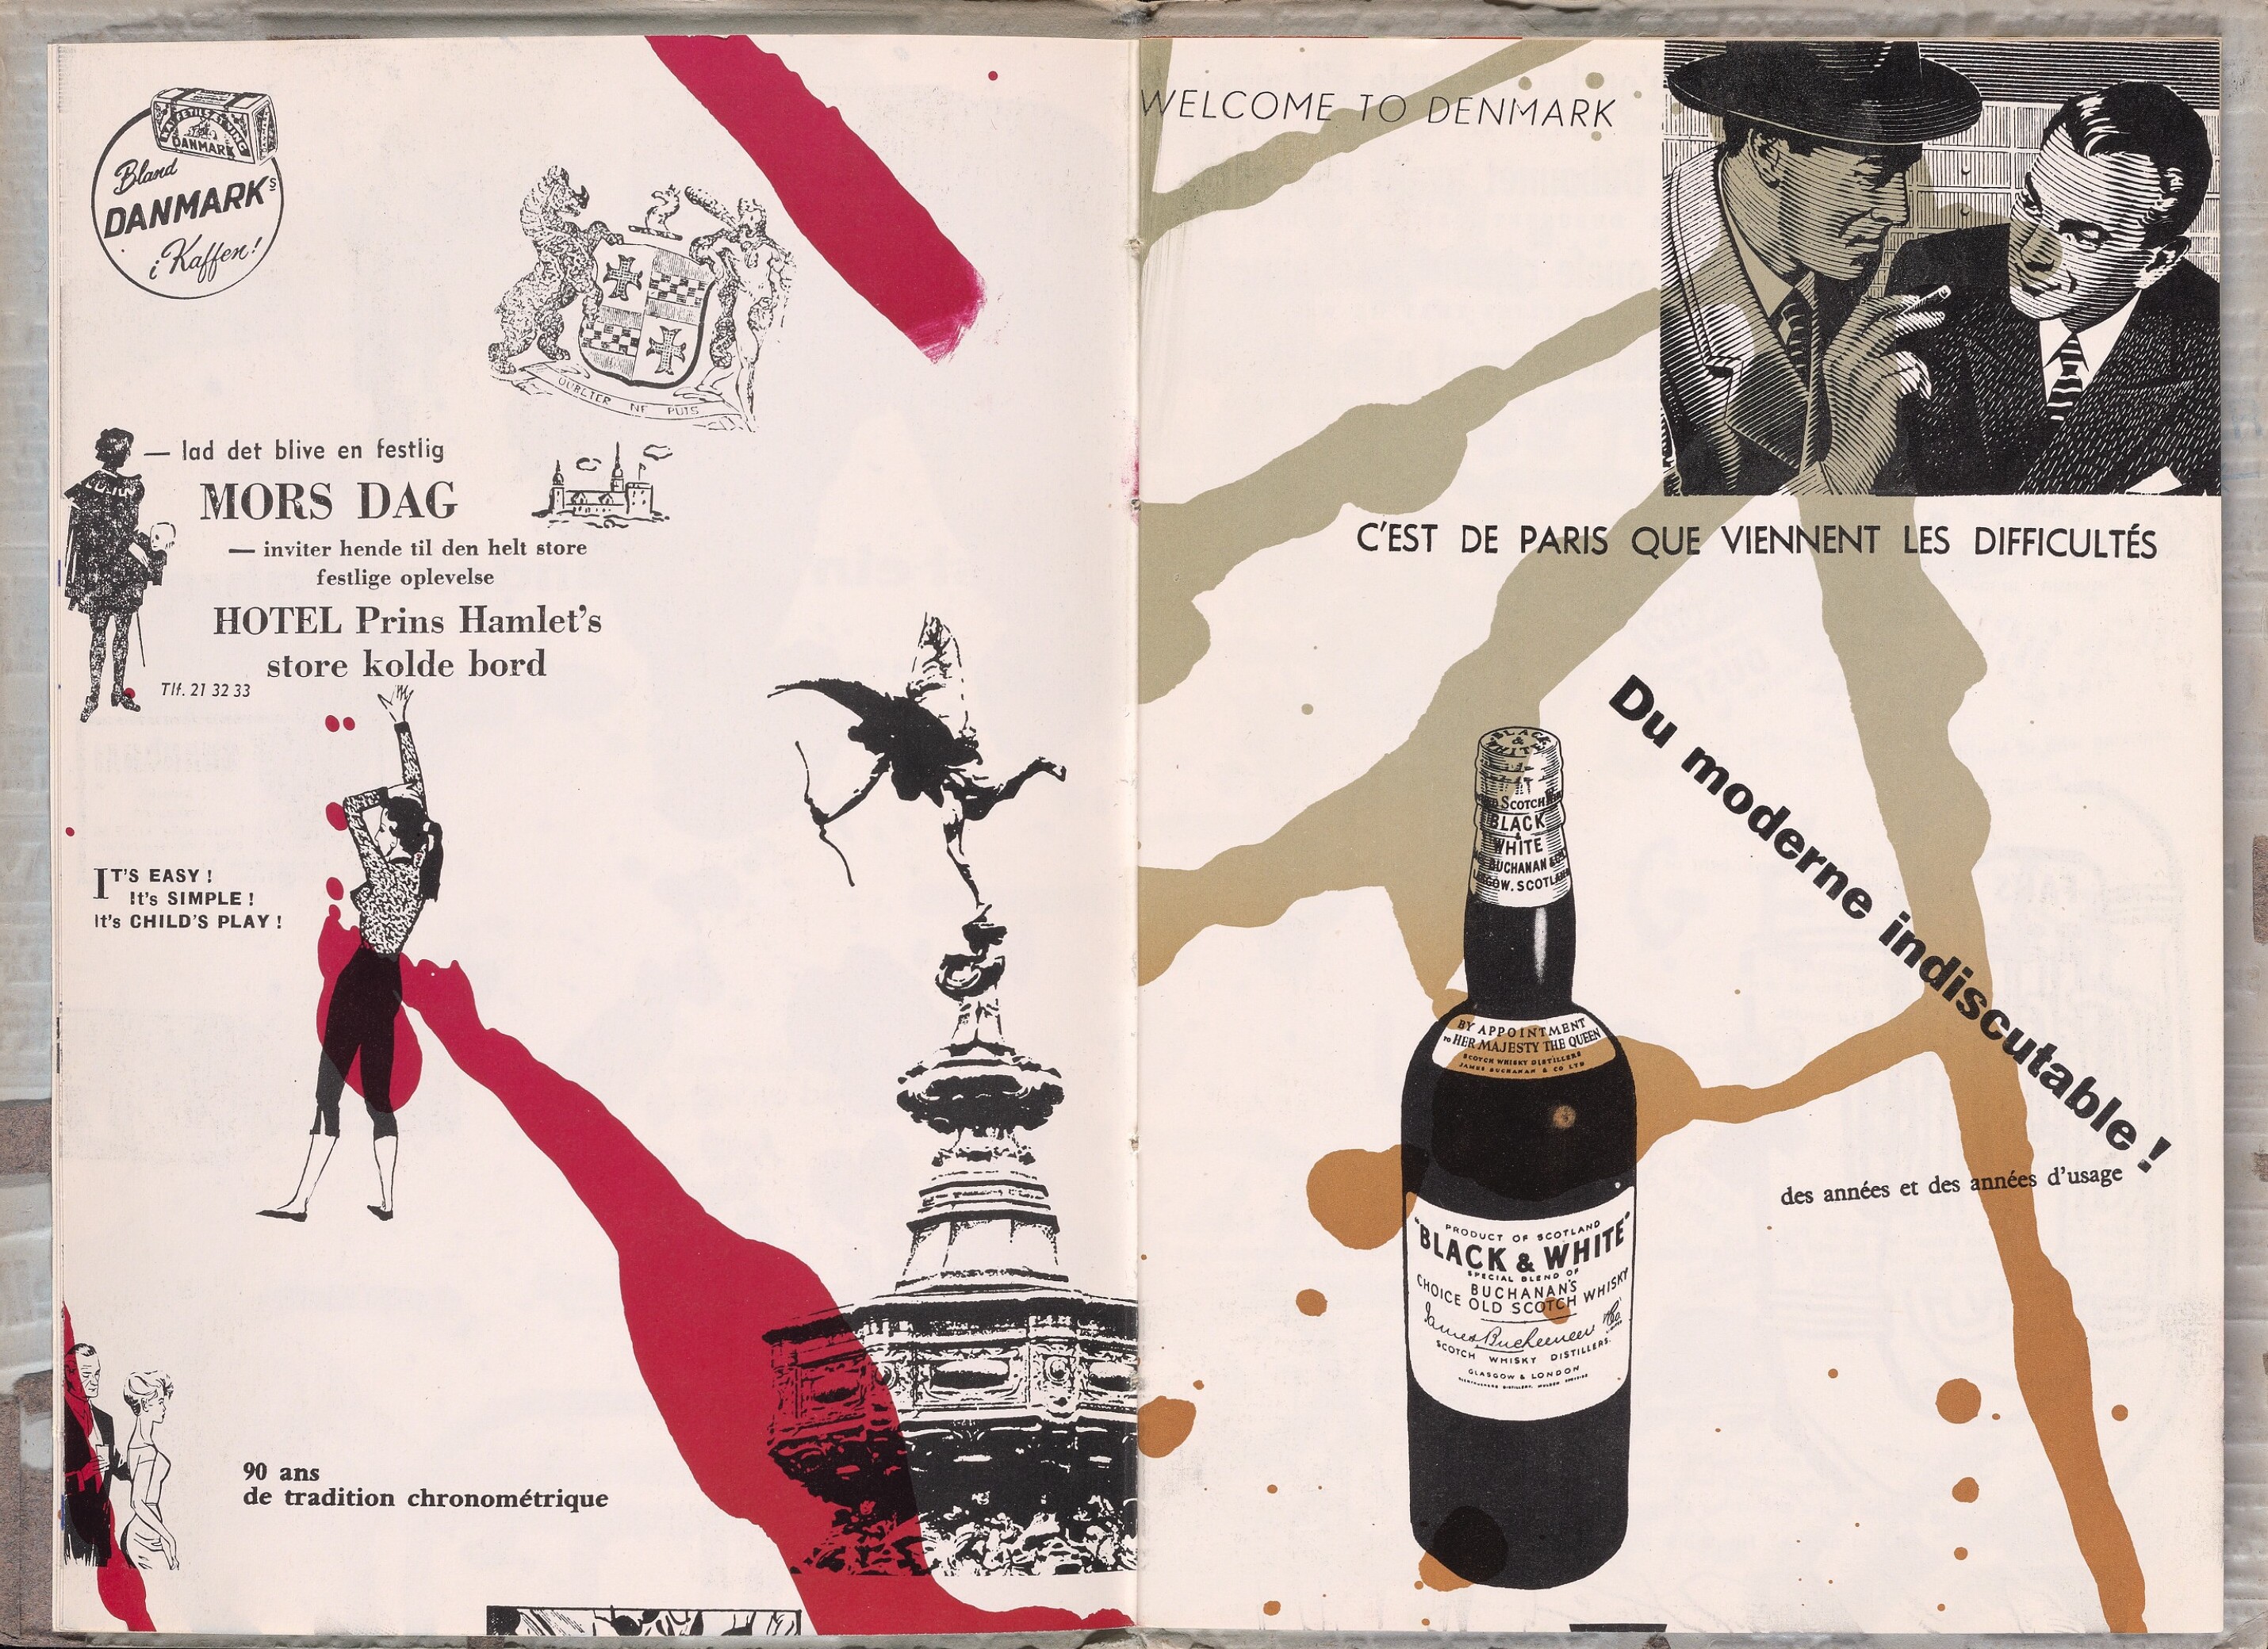 DANMARK
Bland
DANMARKS
i Kaffen!
OUBLIER NE PUIS
— lad det blive en festlig
MORS DAG
— inviter hende til den helt store
festlige oplevelse
HOTEL Prins Hamlet's
store kolde bord
Tlf. 21 32 33
IT'S EASY !
It's SIMPLE !
It's CHILD'S PLAY !
90 ans
de tradition chronométrique
WELCOME TO DENMARK
C'EST DE PARIS QUE VIENNENT LES DIFFICULTÉS
Du moderne indiscutable !
des années et des années d'usage
BLACK
&
WHITE
SCOTCH
BLACK
&
WHITE
BUCHANAN
GLASGOW. SCOTLAND
BY APPOINTMENT
TO HER MAJESTY THE QUEEN
SCOTCH WHISKY DISTILLERS
JAMES BUCHANAN & CO LTD
PRODUCT OF SCOTLAND
"BLACK & WHITE"
SPECIAL BLEND OF
BUCHANAN'S
CHOICE OLD SCOTCH WHISKY
James Buchanan & Co.
SCOTCH WHISKY DISTILLERS.
GLASGOW & LONDON